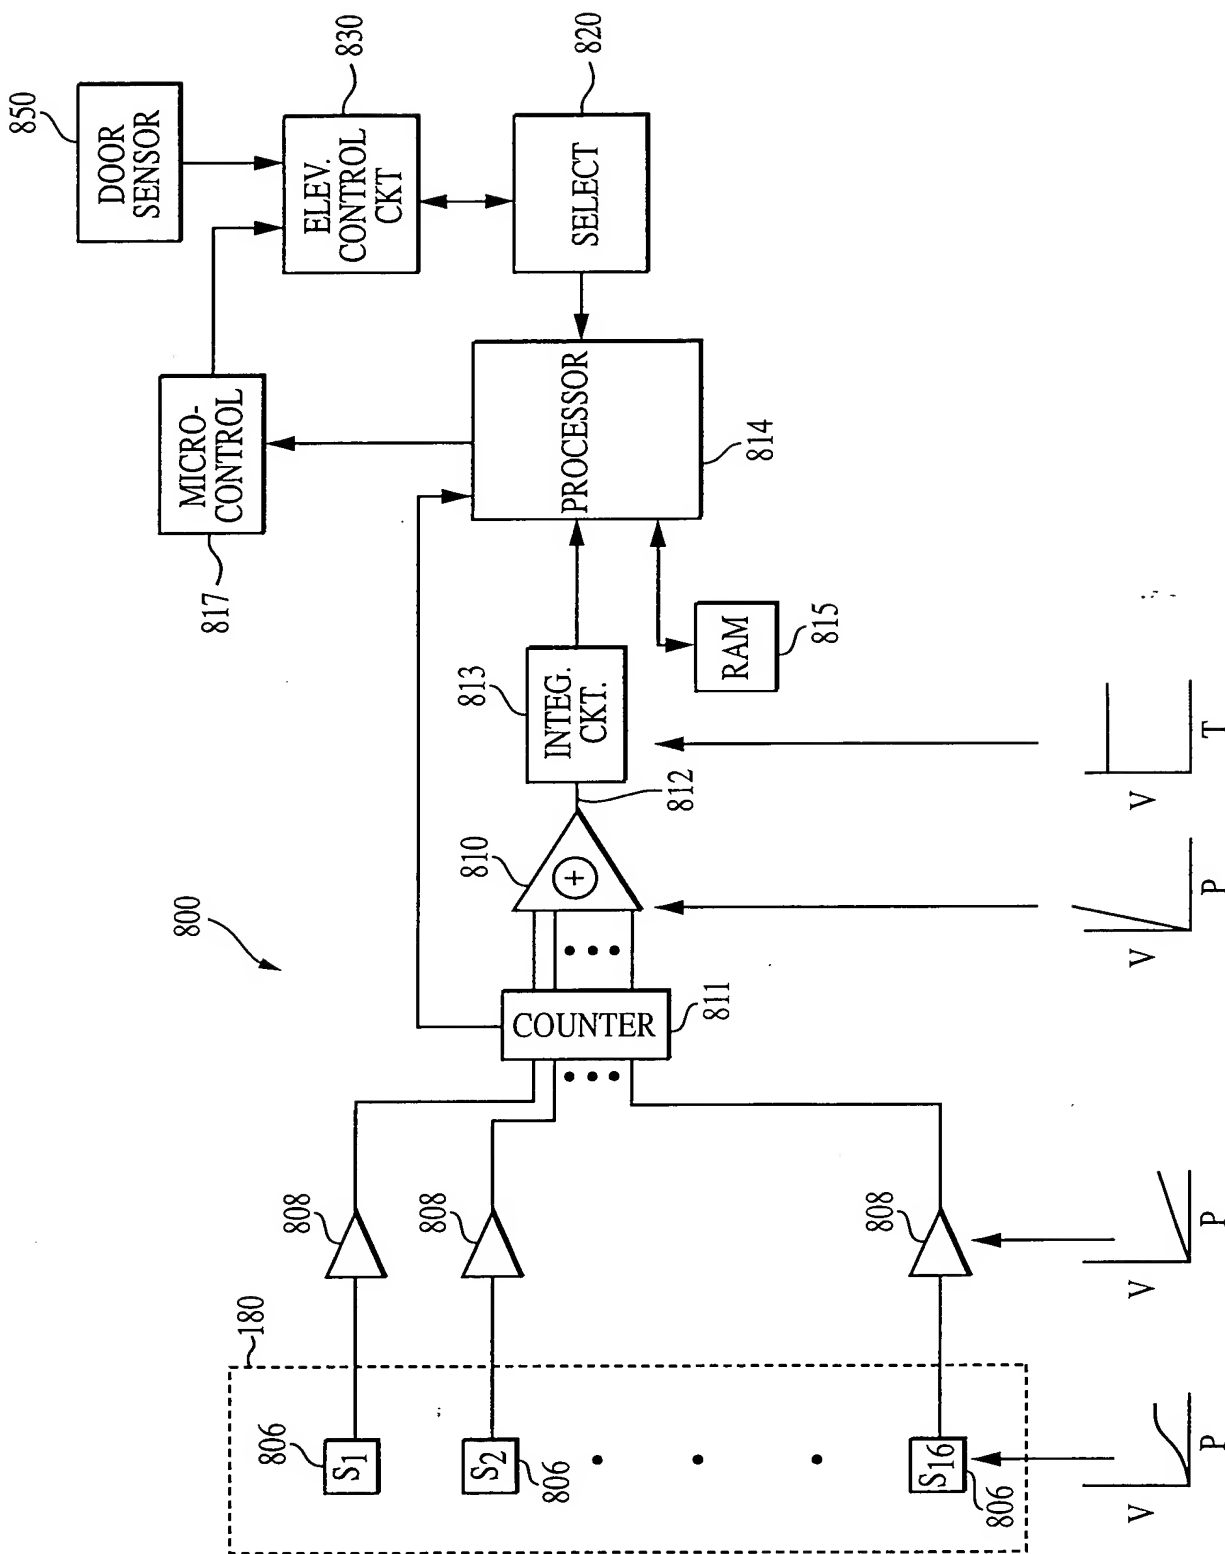 850
DOOR
SENSOR
800
MICRO-
CONTROL
817
180
806
808
830
ELEV.
CONTROL
CKT
S1
808
813
810
S2
806
COUNTER
INTEG.
CKT.
PROCESSOR
SELECT
820
812
811
RAM
814
815
808
S16
806
V
V
V
V
P
P
P
T